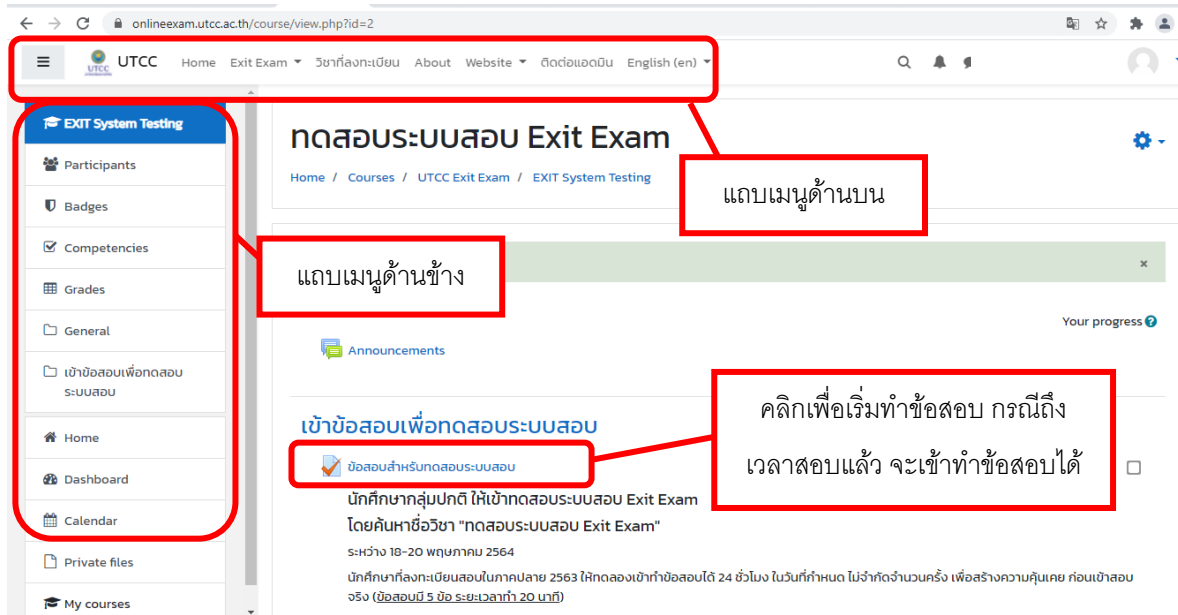 onlineexam.utcc.ac.th/course/view.php?id=2
UTCC
UTCC Home Exit Exam วิชาที่ลงทะเบียน About Website ติดต่อแอดมิน English (en)
EXIT System Testing
Participants
Badges
Competencies
Grades
General
เข้าข้อสอบเพื่อทดสอบ
ระบบสอบ
Home
Dashboard
Calendar
Private files
My courses
ทดสอบระบบสอบ Exit Exam
Home / Courses / UTCC Exit Exam / EXIT System Testing
แถบเมนูด้านบน
แถบเมนูด้านข้าง
×
Your progress
Announcements
คลิกเพื่อเริ่มทำข้อสอบ กรณีถึง
เวลาสอบแล้ว จะเข้าทำข้อสอบได้
เข้าข้อสอบเพื่อทดสอบระบบสอบ
ข้อสอบสำหรับทดสอบระบบสอบ
นักศึกษากลุ่มปกติ ให้เข้าทดสอบระบบสอบ Exit Exam
โดยค้นหาชื่อวิชา "ทดสอบระบบสอบ Exit Exam"
ระหว่าง 18-20 พฤษภาคม 2564
นักศึกษาที่ลงทะเบียนสอบในภาคปลาย 2563 ให้ทดลองเข้าทำข้อสอบได้ 24 ชั่วโมง ในวันที่กำหนด ไม่จำกัดจำนวนครั้ง เพื่อสร้างความคุ้นเคย ก่อนเข้าสอบ
จริง (ข้อสอบมี 5 ข้อ ระยะเวลาทำ 20 นาที)